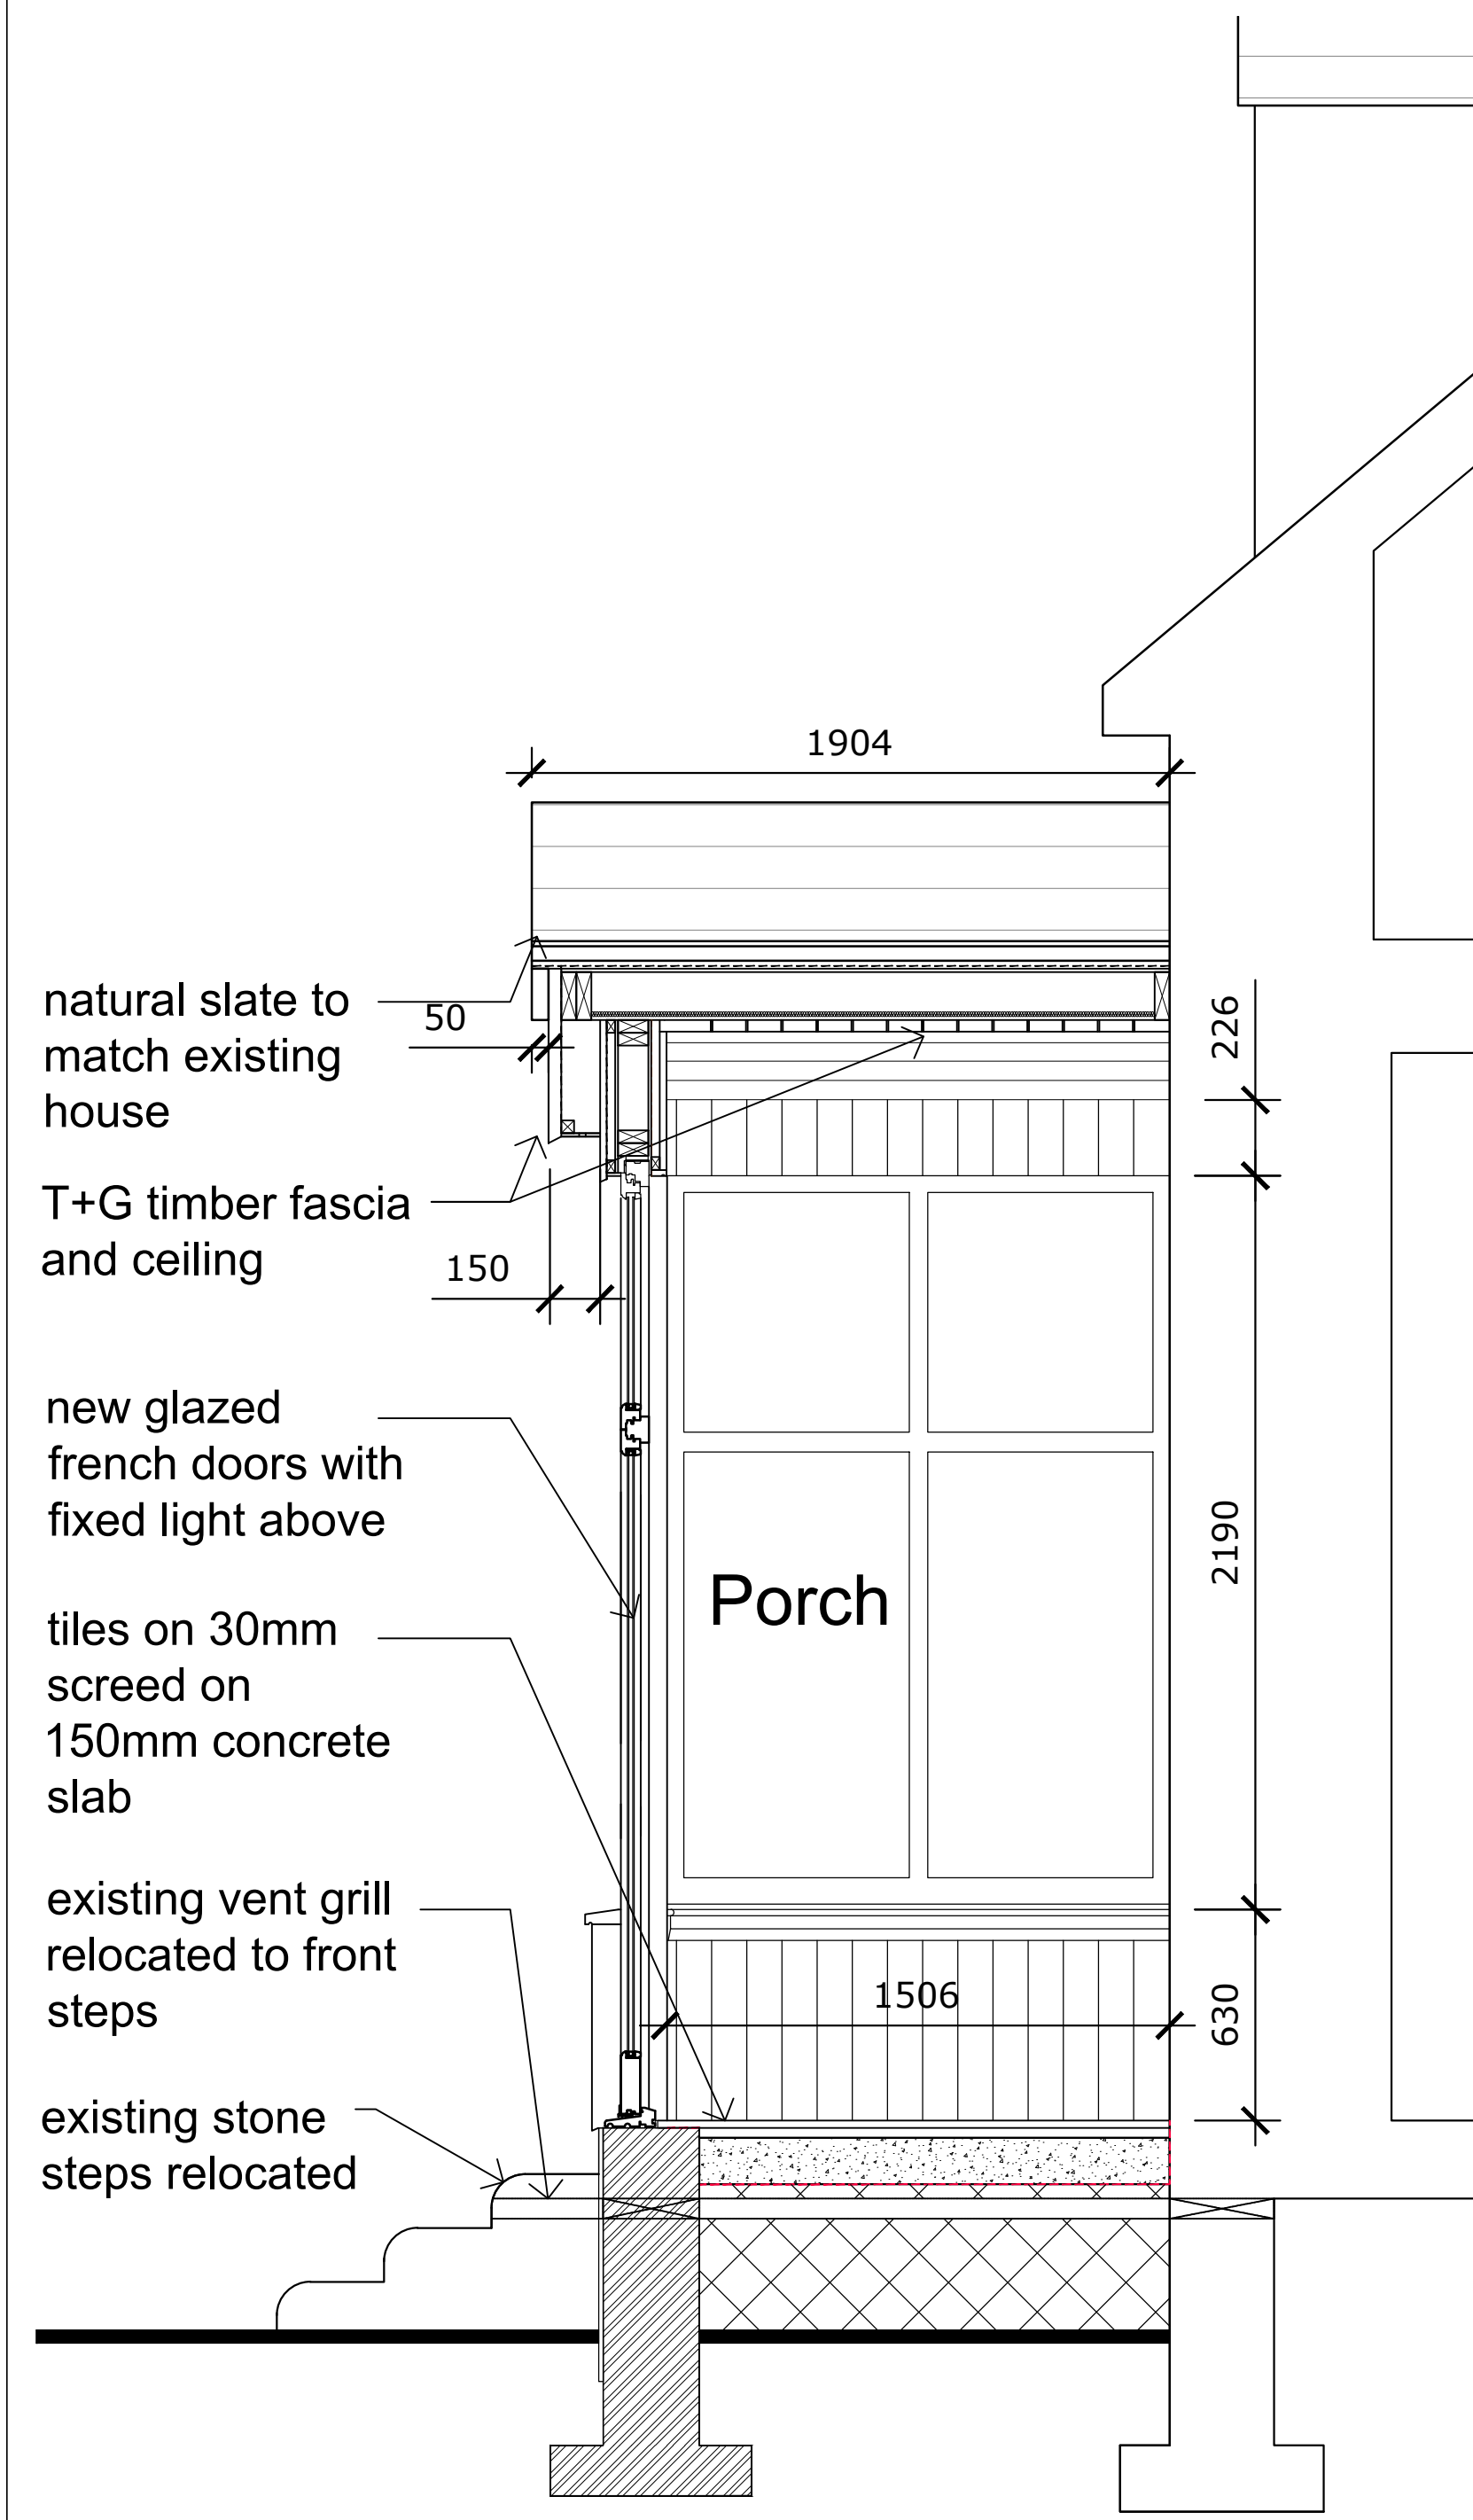 1904
natural slate to
match existing
house
50
226
T+G timber fascia
and ceiling
150
new glazed
french doors with
fixed light above
2190
Porch
tiles on 30mm
screed on
150mm concrete
slab
existing vent grill
relocated to front
steps
1506
630
existing stone
steps relocated